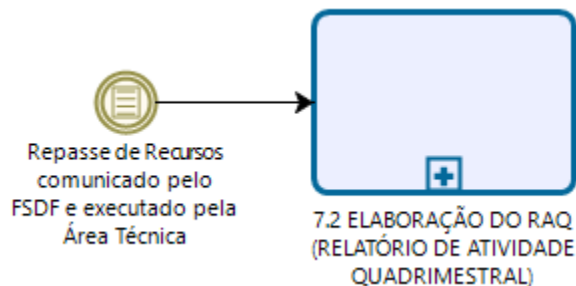 Repasse de Recursos
comunicado pelo
FSDF e executado pela
Área Técnica
7.2 ELABORAÇÃO DO RAQ
(RELATÓRIO DE ATIVIDADE
QUADRIMESTRAL)